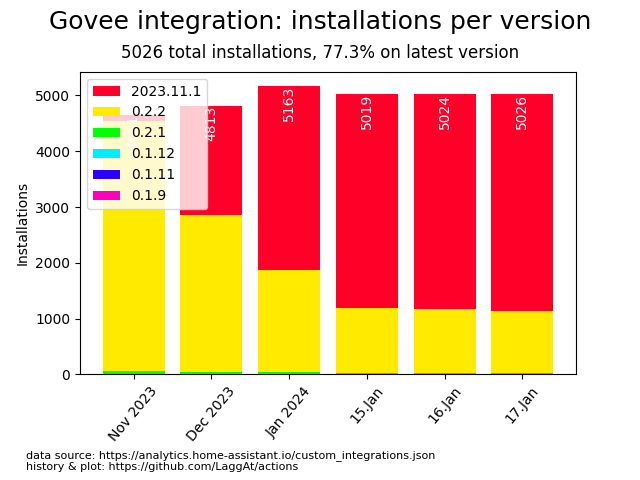 Govee integration: installations per version
5026 total installations, 77.3% on latest version
Installations
5000
4000
3000
2000
1000
0
2023.11.1
0.2.2
0.2.1
0.1.12
0.1.11
0.1.9
4813
5163
5019
5024
5026
Nov 2023
Dec 2023
Jan 2024
15.Jan
16.Jan
17.Jan
data source: https://analytics.home-assistant.io/custom_integrations.json
history & plot: https://github.com/LaggAt/actions